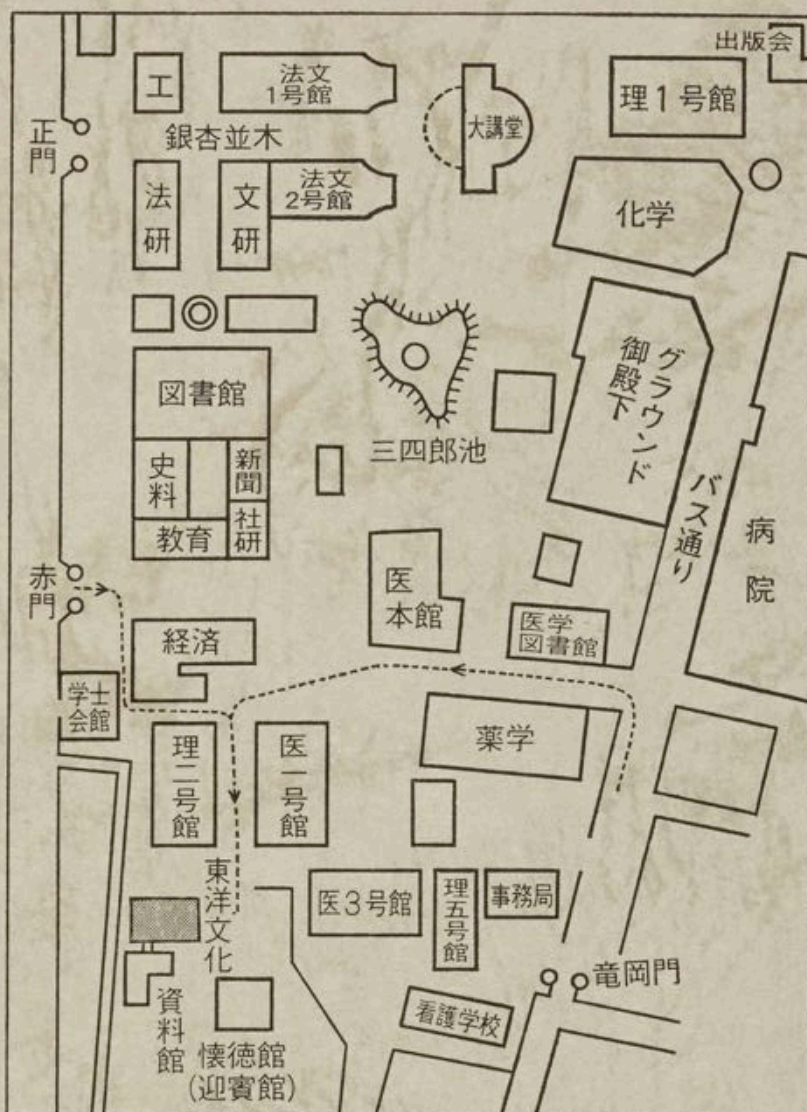 出版会
工
法文
1号館
大講堂
理1号館
正門
銀杏並木
法研
文研
法文
2号館
化学
図書館
三四郎池
御殿下
グラウンド
史料
新聞
教育
社研
バス通り
病院
赤門
医
本館
医学
図書館
経済
学士
会館
薬学
理二号館
医一号館
東洋文化
医3号館
理五号館
事務局
竜岡門
資料館
看護学校
懐徳館
(迎賓館)